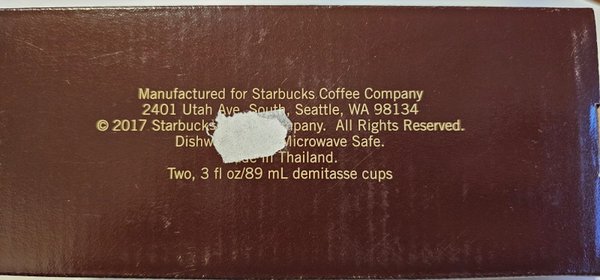 Manufactured for Starbucks Coffee Company
2401 Utah Ave. South, Seattle, WA 98134
© 2017 Starbucks mpany. All Rights Reserved.
Dishw Microwave Safe.
de in Thailand.
Two, 3 fl oz/89 mL demitasse cups